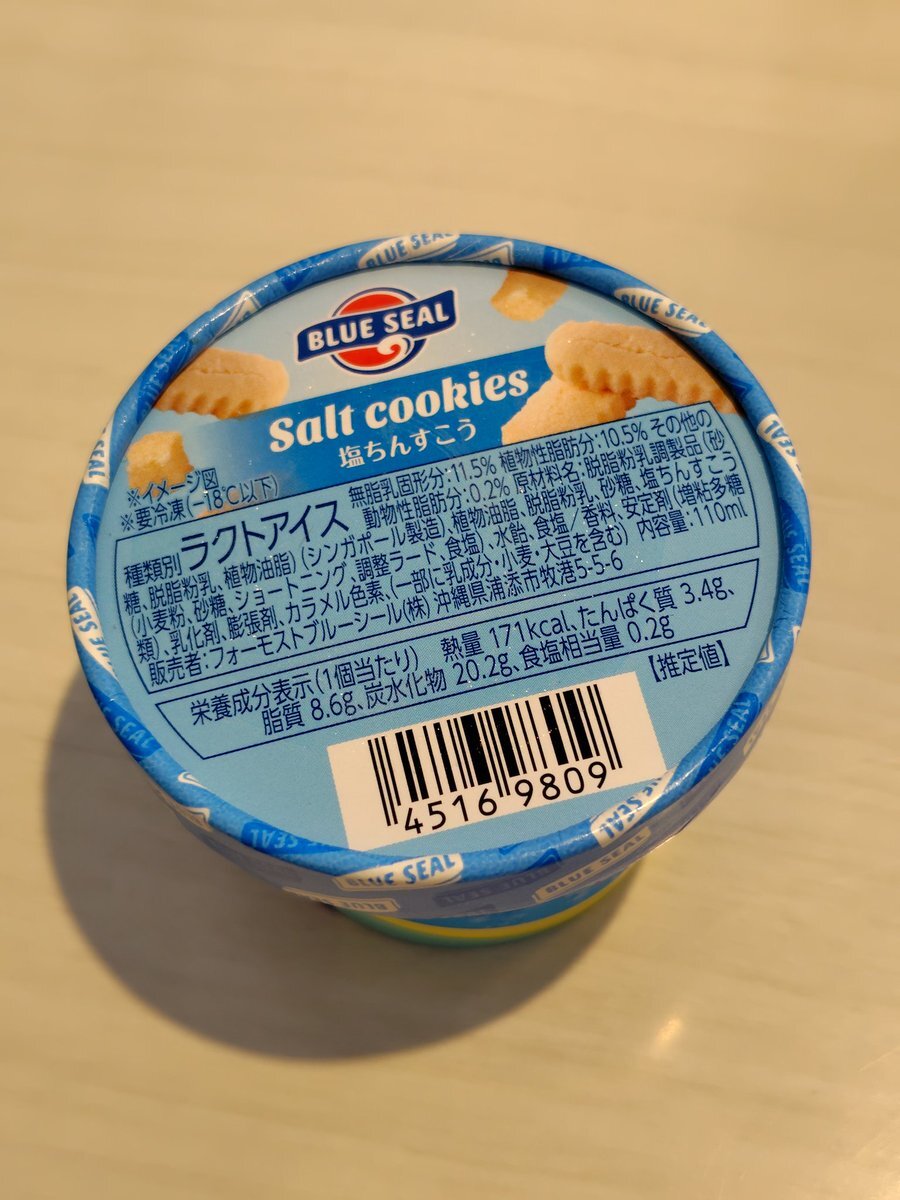 BLUE SEAL
Salt cookies
塩ちんすこう
※イメージ図
※要冷凍(-18℃以下)
種類別 ラクトアイス 無脂乳固形分:11.5% 植物性脂肪分:10.5%
動物性脂肪分:0.2% 原材料名:脱脂粉乳調製品(砂
糖、脱脂粉乳、植物油脂)(シンガポール製造)、植物油脂、脱脂粉乳、砂糖、塩ちんすこう
(小麦粉、砂糖、ショートニング、調整ラード、食塩)、水飴、食塩/香料、安定剤(増粘多糖
類)、乳化剤、膨張剤、カラメル色素、(一部に乳成分・小麦・大豆を含む) 内容量:110ml
販売者:フォーモストブルーシール(株) 沖縄県浦添市牧港5-5-6
その他の
栄養成分表示(1個当たり) 熱量 171kcal、たんぱく質 3.4g、
脂質 8.6g、炭水化物 20.2g、食塩相当量 0.2g
【推定値】
4516 9809
BLUE SEAL
BLUE SEAL
BLUE SEAL
BLUE SEAL